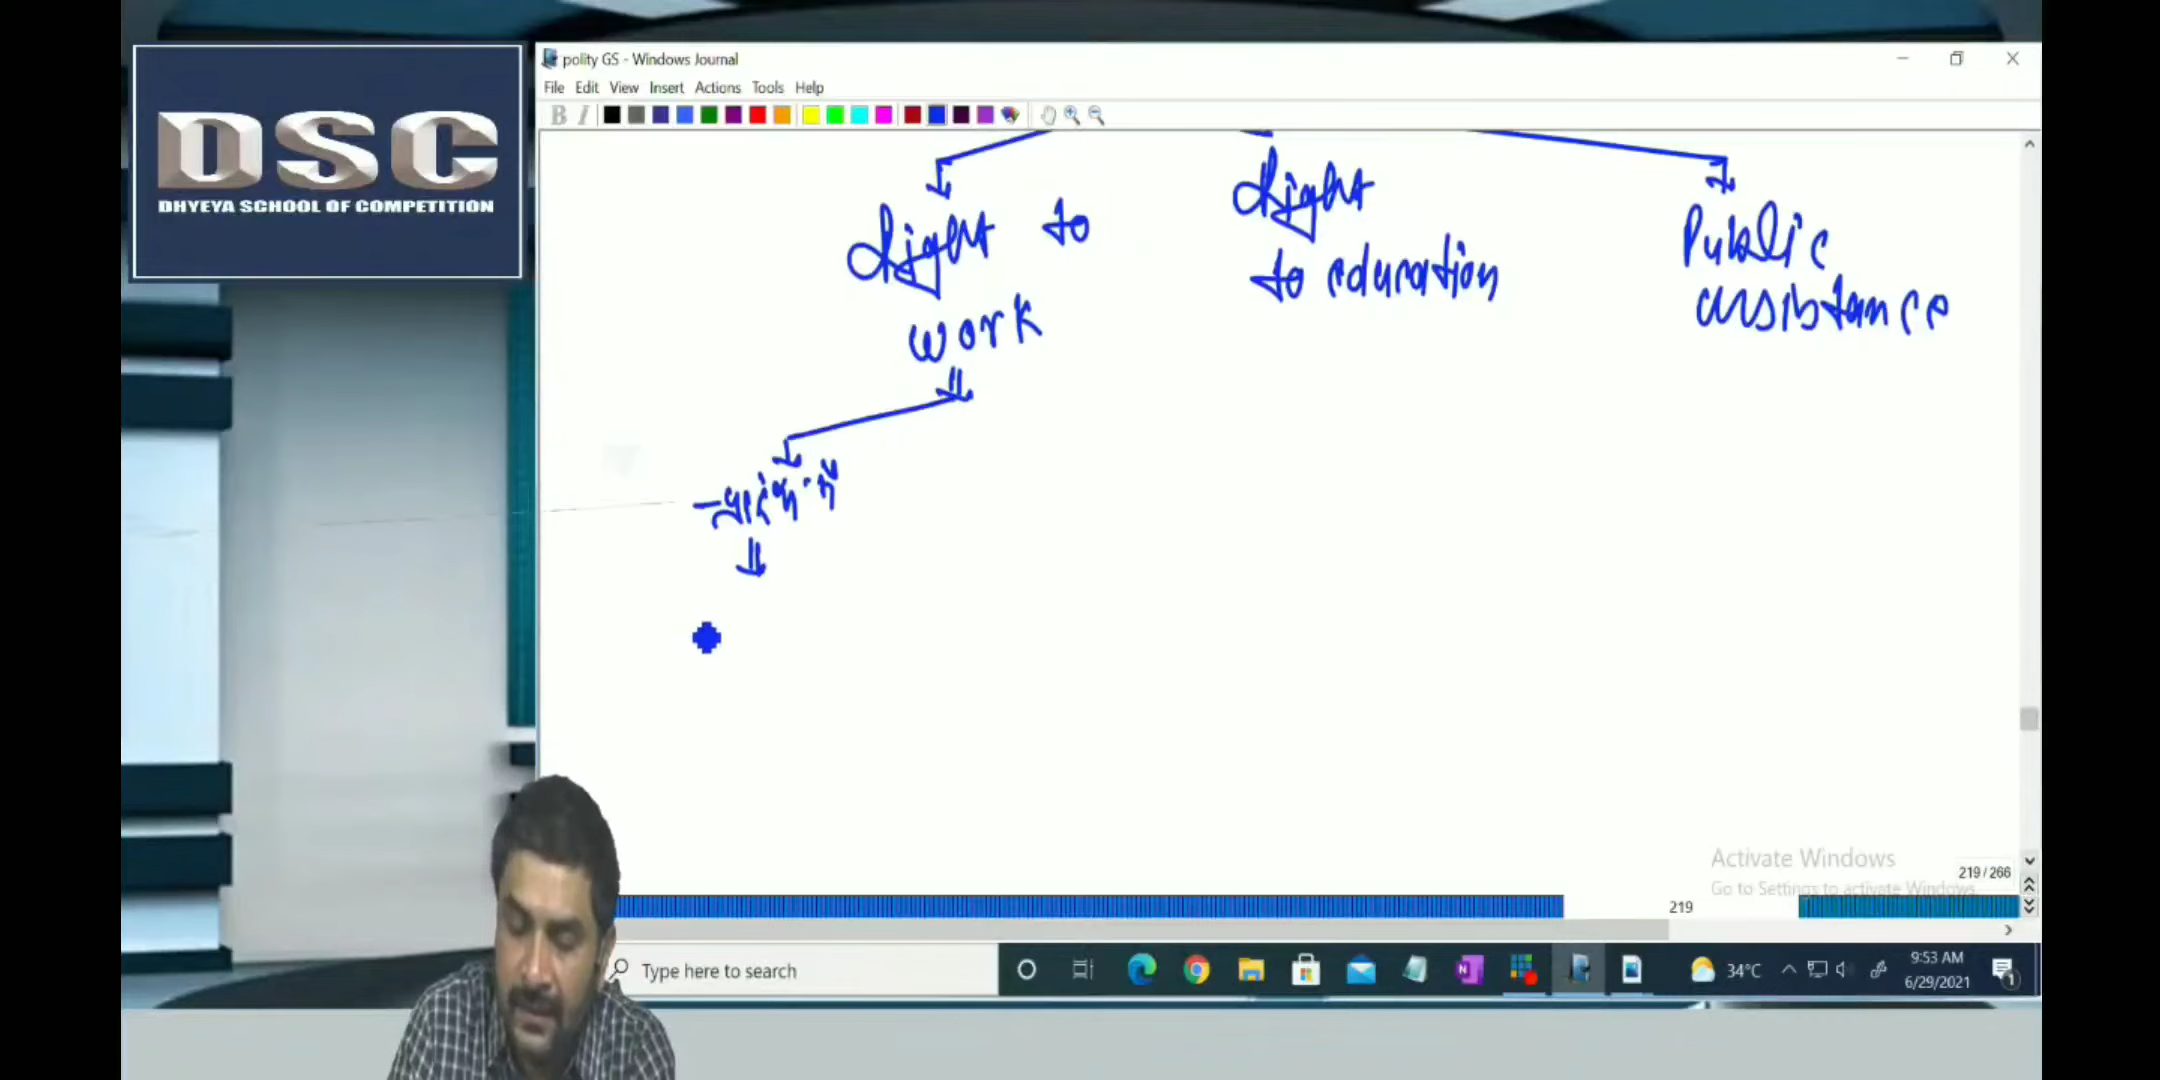 DSC
DHYEYA SCHOOL OF COMPETITION
polity GS - Windows Journal
File Edit View Insert Actions Tools Help
B I
Right to
work
Right
to education
Public
assistance
Activate Windows
Go to Settings to activate Windows.
219 / 266
219
Type here to search
34°C
9:53 AM
6/29/2021
1